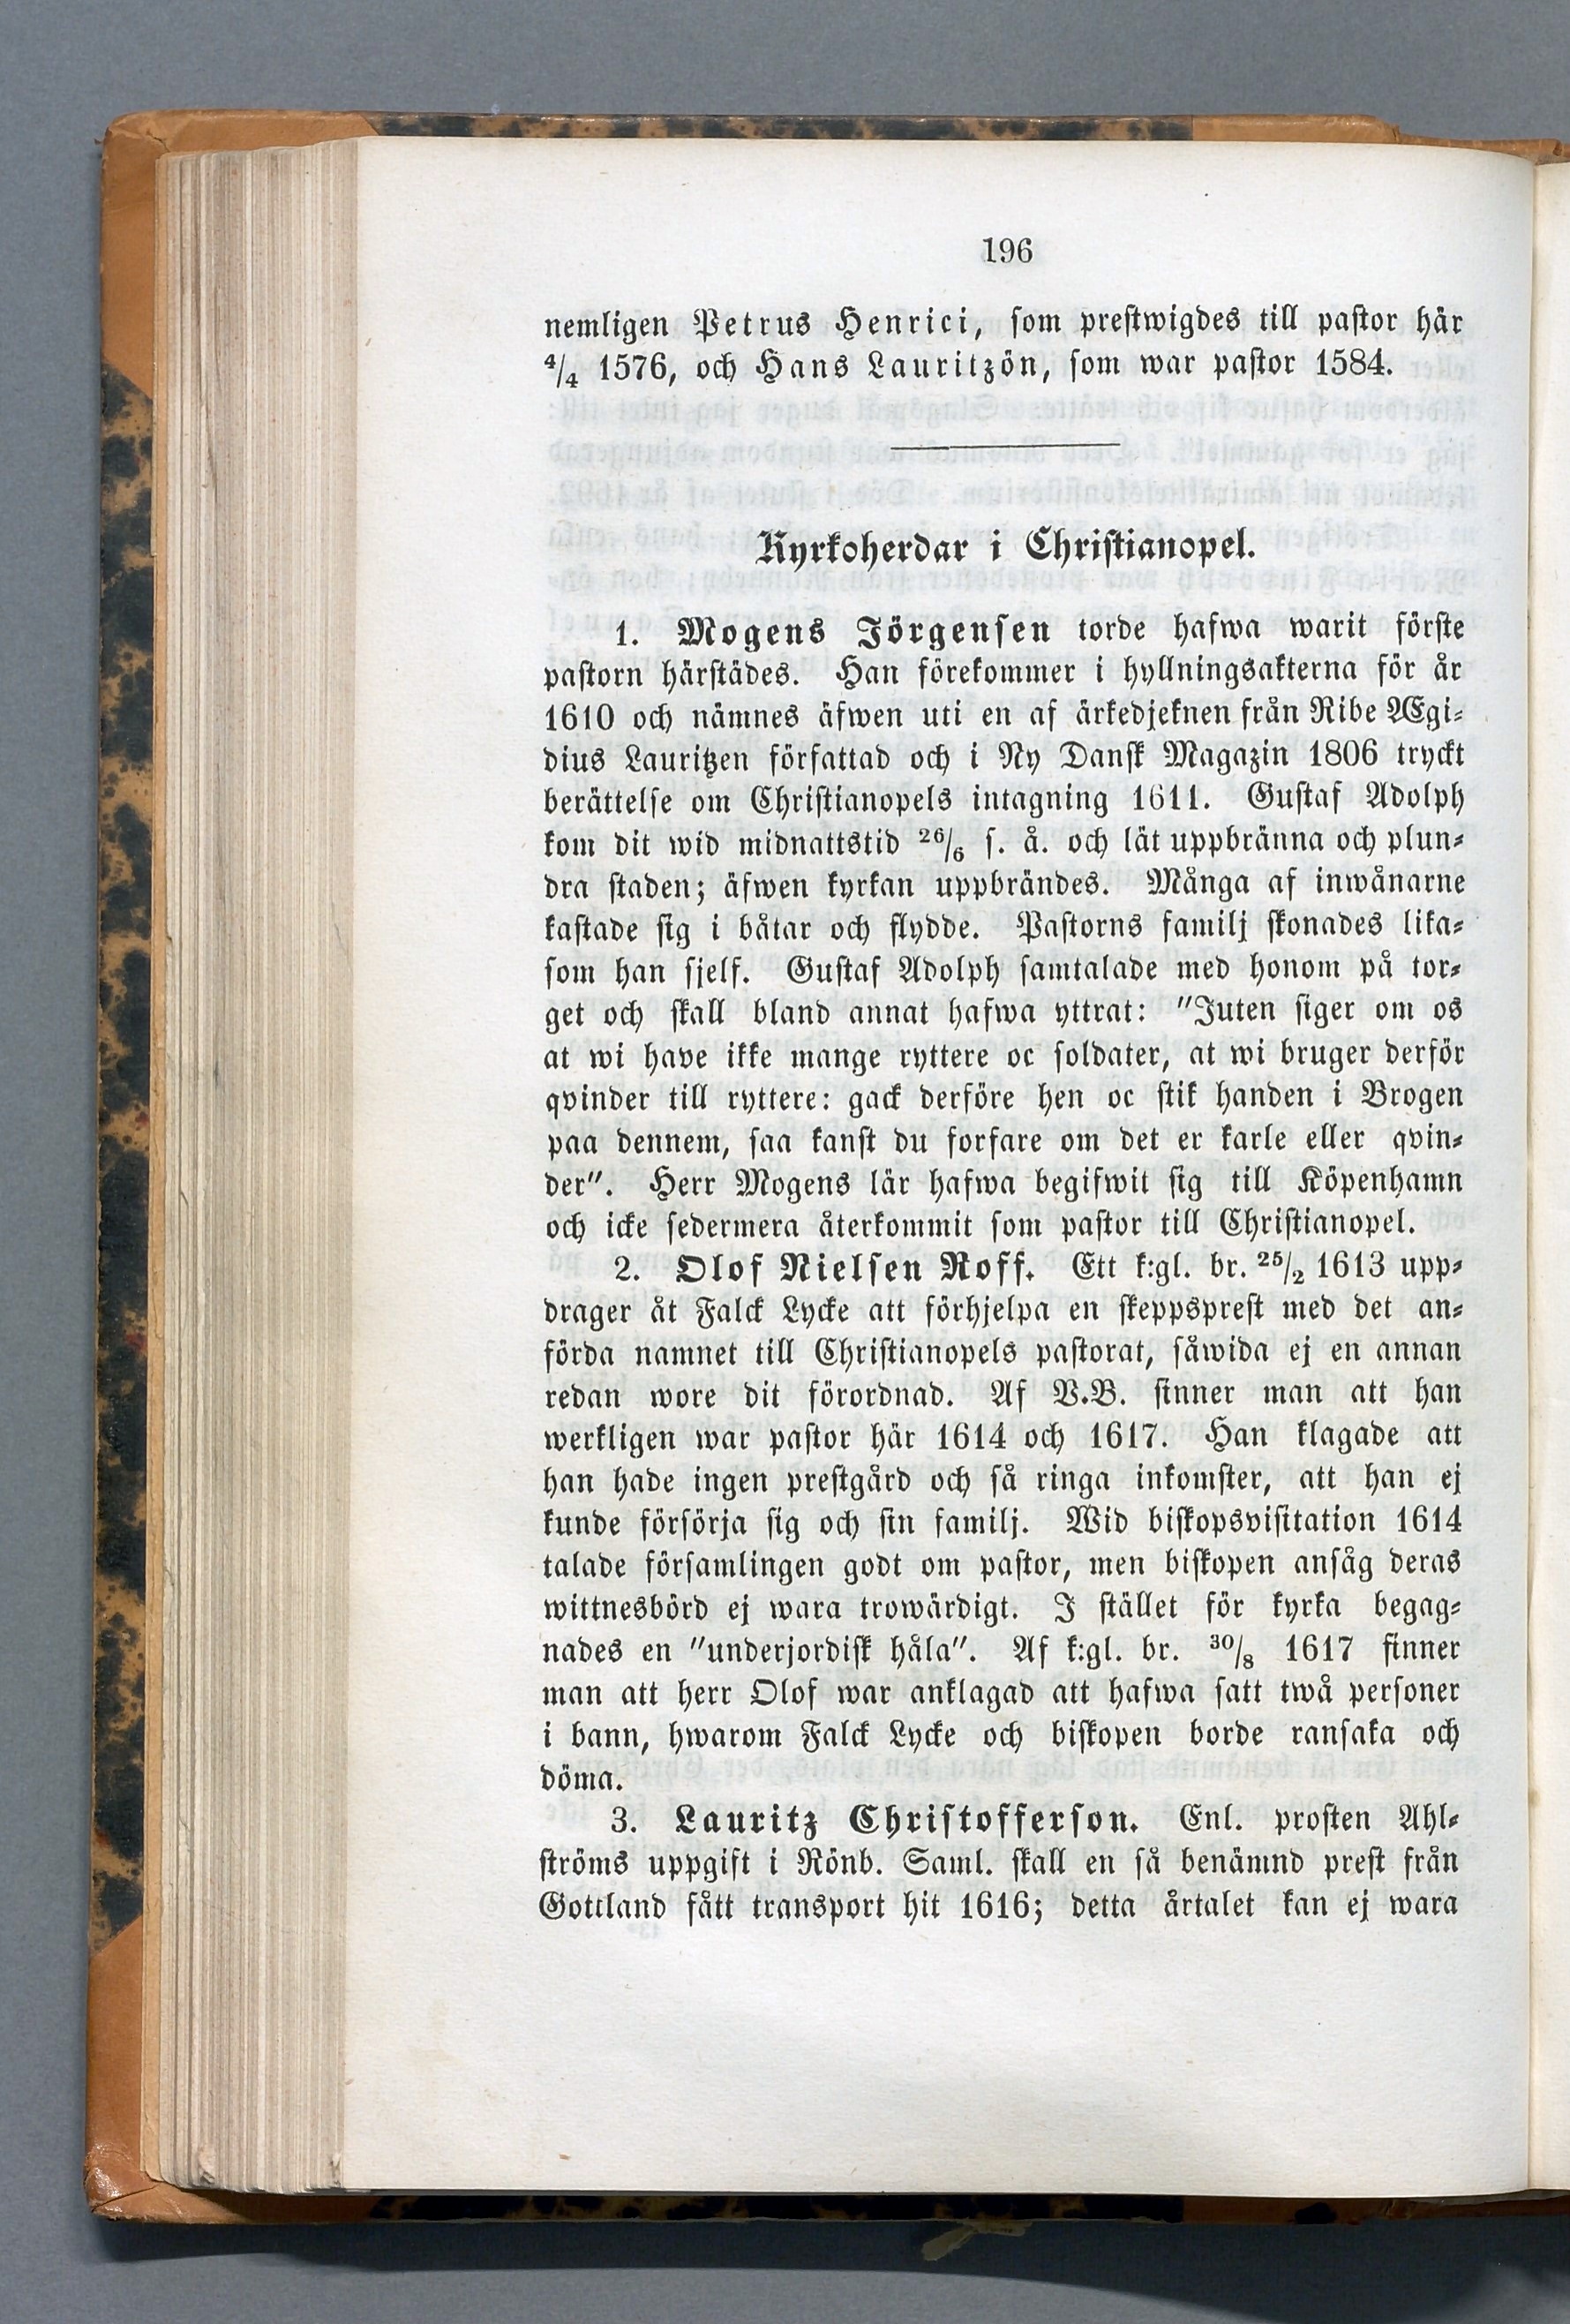 196
nemligen Petrus Henrici, som prestwigdes till pastor här
4/4 1576, och Hans Lauritzön, som war pastor 1584.
Kyrkoherdar i Christianopel.
1. Mogens Jörgensen torde hafwa warit förste
pastorn härstädes. Han förekommer i hyllningsakterna för år
1610 och nämnes äfwen uti en af ärkedjeknen från Ribe Ægi-
dius Lauritzen författad och i Ny Dansk Magazin 1806 tryckt
berättelse om Christianopels intagning 1611. Gustaf Adolph
kom dit wid midnattstid 26/6 s. å. och lät uppbränna och plun-
dra staden; äfwen kyrkan uppbrändes. Många af inwånarne
kastade sig i båtar och flydde. Pastorns familj skonades lika-
som han sjelf. Gustaf Adolph samtalade med honom på tor-
get och skall bland annat hafwa yttrat: "Juten siger om os
at wi have ikke mange ryttere oc soldater, at wi bruger derför
qvinder till ryttere: gack derföre hen oc stik handen i Brogen
paa dennem, saa kanst du forfare om det er karle eller qvin-
der". Herr Mogens lär hafwa begifwit sig till Köpenhamn
och icke sedermera återkommit som pastor till Christianopel.
2. Olof Nielsen Roff. Ett k:gl. br. 25/2 1613 upp-
drager åt Falck Lycke att förhjelpa en skeppsprest med det an-
förda namnet till Christianopels pastorat, såwida ej en annan
redan wore dit förordnad. Af V.B. finner man att han
werkligen war pastor här 1614 och 1617. Han klagade att
han hade ingen prestgård och så ringa inkomster, att han ej
kunde försörja sig och sin familj. Wid biskopsvisitation 1614
talade församlingen godt om pastor, men biskopen ansåg deras
wittnesbörd ej wara trowärdigt. I stället för kyrka begag-
nades en "underjordisk håla". Af k:gl. br. 30/8 1617 finner
man att herr Olof war anklagad att hafwa satt twå personer
i bann, hwarom Falck Lycke och biskopen borde ransaka och
döma.
3. Lauritz Christofferson. Enl. prosten Ahl-
ströms uppgift i Rönb. Saml. skall en så benämnd prest från
Gottland fått transport hit 1616; detta årtalet kan ej wara